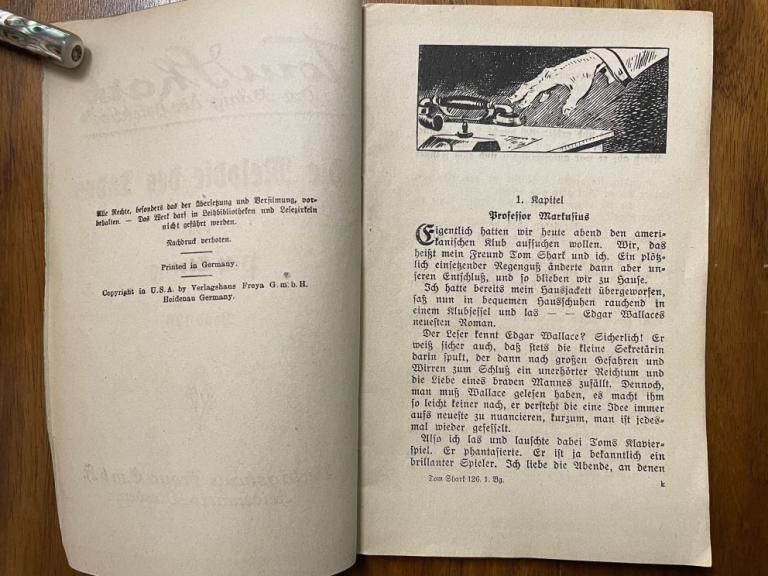 Alle Rechte, besonders das der Übersetzung und Verfilmung, vor-
behalten. — Das Werk darf in Leihbibliotheken und Lesezirkeln
nicht geführt werden.
Nachdruck verboten.
Printed in Germany.
Copyright in U.S.A. by Verlagshaus Freya G.m.b.H.
Heidenau Germany.
1. Kapitel
Professor Markusius
Eigentlich hatten wir heute abend den ameri-
kanischen Klub aufsuchen wollen. Wir, das
heißt mein Freund Tom Shark und ich. Ein plötz-
lich einsetzender Regenguß änderte dann aber un-
seren Entschluß, und so blieben wir zu Hause.
Ich hatte bereits mein Hausjackett übergeworfen,
saß nun in bequemen Hausschuhen rauchend in
einem Klubsessel und las — — Edgar Wallaces
neuesten Roman.
Der Leser kennt Edgar Wallace? Sicherlich! Er
weiß sicher auch, daß stets die kleine Sekretärin
darin spukt, der dann nach großen Gefahren und
Wirren zum Schluß ein unerhörter Reichtum und
die Liebe eines braven Mannes zufällt. Dennoch,
man muß Wallace gelesen haben, es macht ihm
so leicht keiner nach, er versteht die eine Idee immer
aufs neueste zu nuancieren, kurzum, man ist jedes-
mal wieder gefesselt.
Also ich las und lauschte dabei Toms Klavier-
spiel. Er phantasierte. Er ist ja bekanntlich ein
brillanter Spieler. Ich liebe die Abende, an denen
Tom Shark 126. 1. Bg.
k